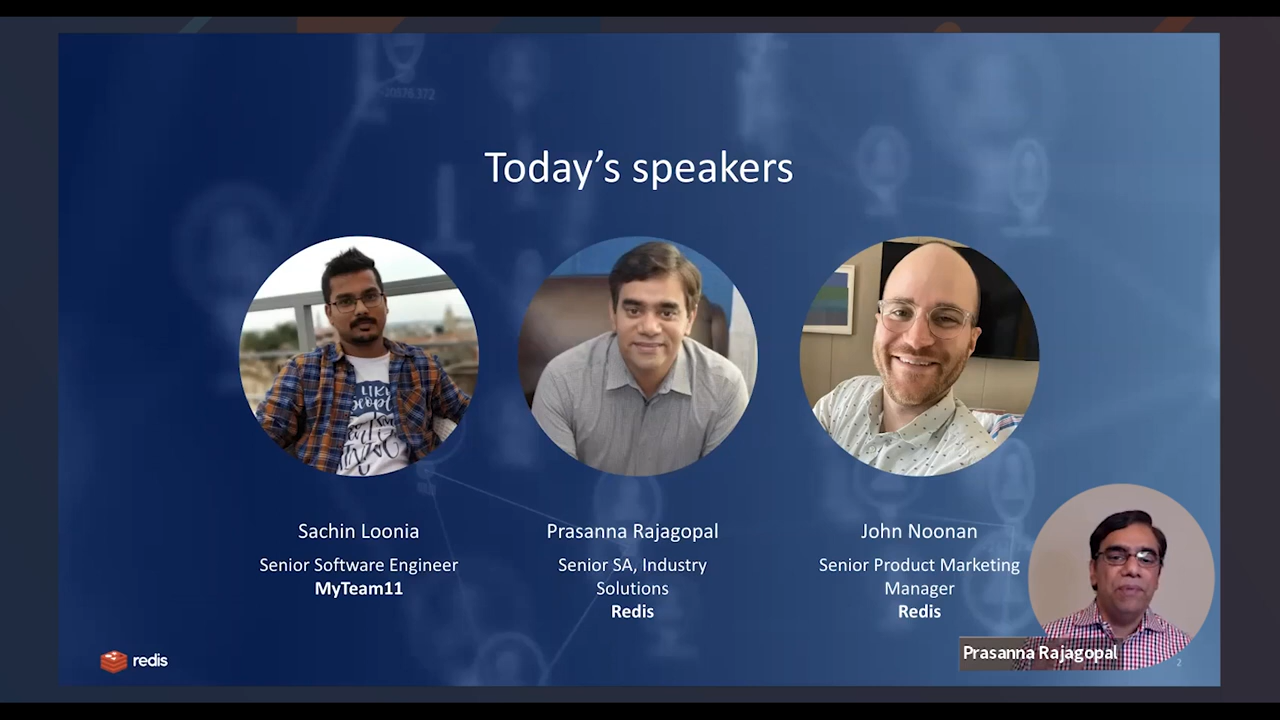 Today's speakers
Sachin Loonia
Senior Software Engineer
MyTeam11
Prasanna Rajagopal
Senior SA, Industry
Solutions
Redis
John Noonan
Senior Product Marketing
Manager
Redis
redis
Prasanna Rajagopal
2